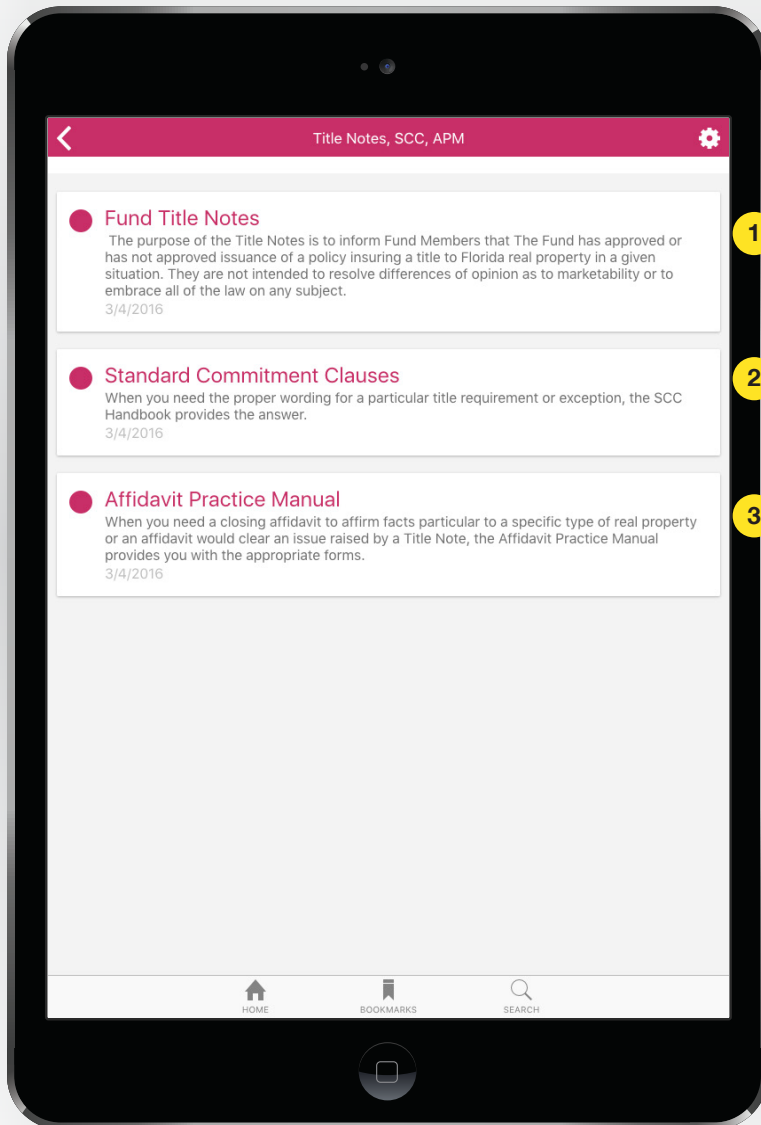 Title Notes, SCC, APM
Fund Title Notes
The purpose of the Title Notes is to inform Fund Members that The Fund has approved or
has not approved issuance of a policy insuring a title to Florida real property in a given
situation. They are not intended to resolve differences of opinion as to marketability or to
embrace all of the law on any subject.
3/4/2016
1
Standard Commitment Clauses
When you need the proper wording for a particular title requirement or exception, the SCC
Handbook provides the answer.
3/4/2016
2
Affidavit Practice Manual
When you need a closing affidavit to affirm facts particular to a specific type of real property
or an affidavit would clear an issue raised by a Title Note, the Affidavit Practice Manual
provides you with the appropriate forms.
3/4/2016
3
HOME BOOKMARKS SEARCH